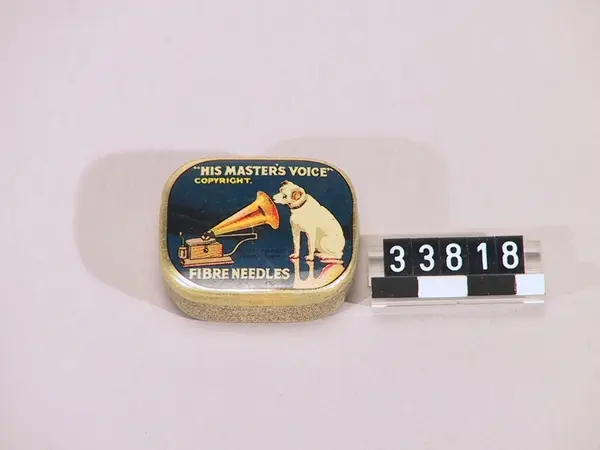 "HIS MASTER'S VOICE"
COPYRIGHT.
FIBRE NEEDLES
33818